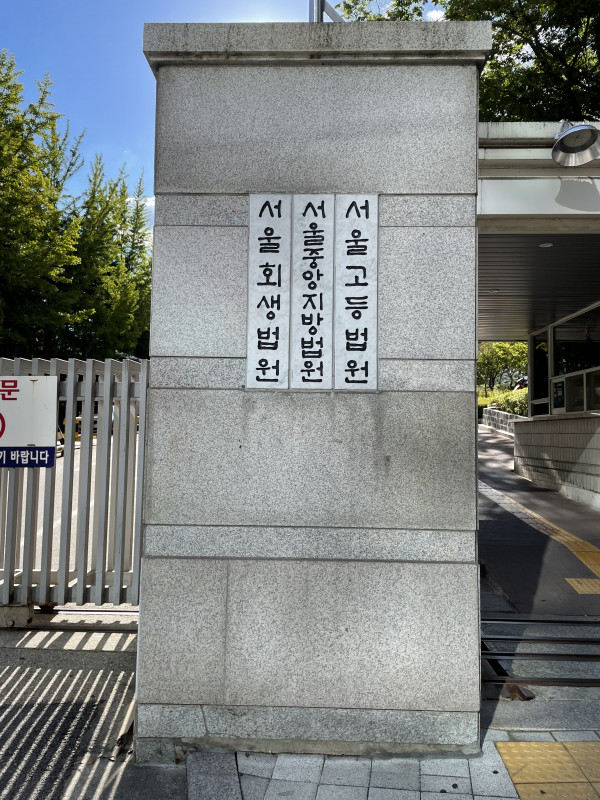 서울고등법원
서울중앙지방법원
서울회생법원
문
기 바랍니다